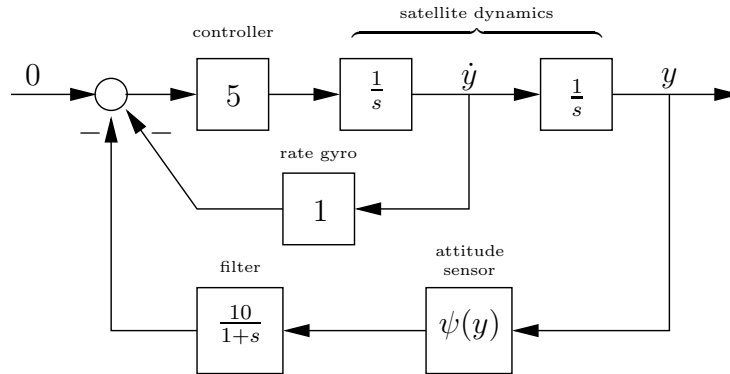 satellite dynamics
controller
0
5
1/s
ẏ
1/s
y
−
−
rate gyro
1
attitude
sensor
filter
10/(1+s)
ψ(y)